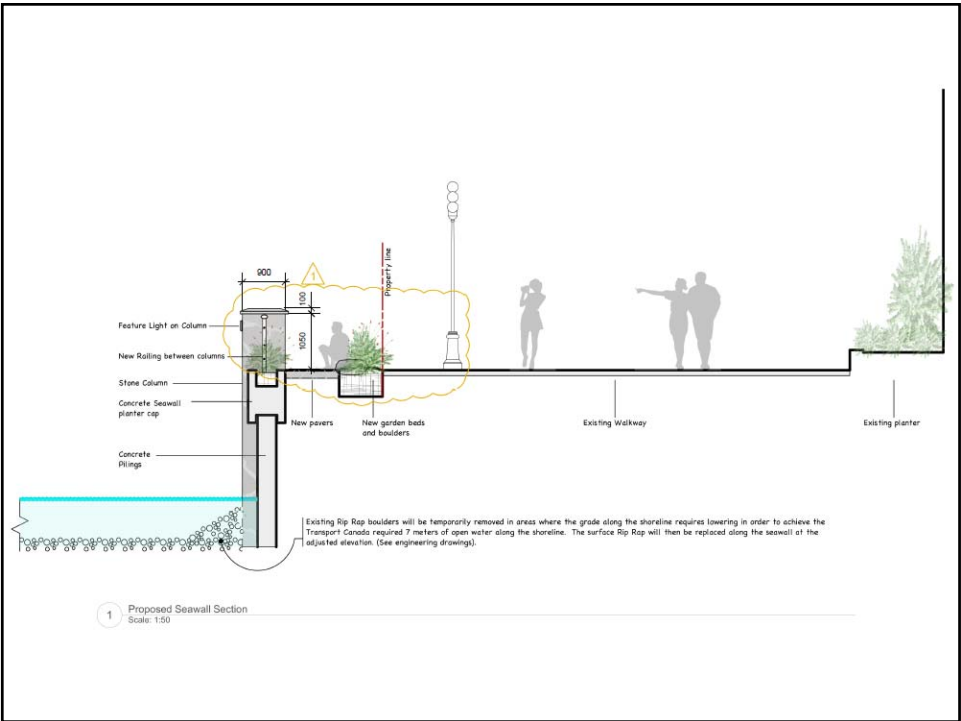 900
1
100
Property line
1050
Feature Light on Column
New Railing between columns
Stone Column
Concrete Seawall
planter cap
New pavers
New garden beds
and boulders
Existing Walkway
Existing planter
Concrete
Pilings
Existing Rip Rap boulders will be temporarily removed in areas where the grade along the shoreline requires lowering in order to achieve the
Transport Canada required 7 meters of open water along the shoreline. The surface Rip Rap will then be replaced along the seawall at the
adjusted elevation. (See engineering drawings).
1
Proposed Seawall Section
Scale: 1:50